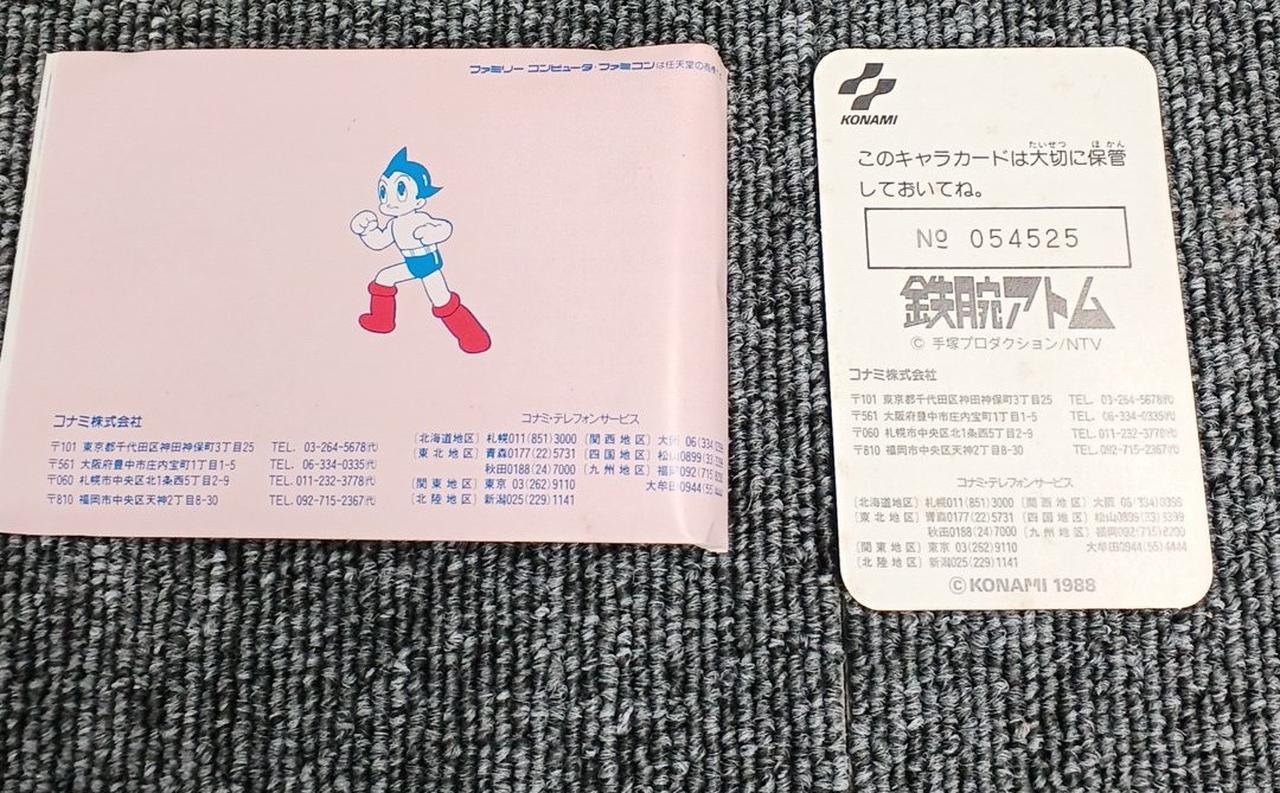 ファミリー コンピュータ・ファミコンは任天堂の商標
コナミ株式会社
〒101 東京都千代田区神田神保町3丁目25 TEL. 03-264-5678㈹
〒561 大阪府豊中市庄内宝町1丁目1-5 TEL. 06-334-0335㈹
〒060 札幌市中央区北1条西5丁目2-9 TEL.011-232-3778㈹
〒810 福岡市中央区天神2丁目8-30 TEL.092-715-2367㈹
コナミ・テレフォンサービス
(北海道地区) 札幌011(851)3000 (関西地区) 大阪 06(334)
(東北地区) 青森0177(22)5731 (四国地区) 松山0899(33)
秋田0188(24)7000 (九州地区) 福岡092(715)8200
(関東地区) 東京 03(262)9110 大牟田0944(55)
(北陸地区) 新潟025(229)1141
KONAMI
このキャラカードは大切に保管
しておいてね。
№ 054525
鉄腕アトム
© 手塚プロダクション/NTV
コナミ株式会社
〒101 東京都千代田区神田神保町3丁目25 TEL. 03-264-5678㈹
〒561 大阪府豊中市庄内宝町1丁目1-5 TEL. 06-334-0335㈹
〒060 札幌市中央区北1条西5丁目2-9 TEL.011-232-3778㈹
〒810 福岡市中央区天神2丁目8-30 TEL.092-715-2367㈹
コナミ・テレフォンサービス
(北海道地区) 札幌011(851)3000 (関西地区) 大阪 06(334)0399
(東北地区) 青森0177(22)5731 (四国地区) 松山0899(33)3399
秋田0188(24)7000 (九州地区) 福岡092(715)8200
(関東地区) 東京 03(262)9110 大牟田0944(55)4444
(北陸地区) 新潟025(229)1141
©KONAMI 1988